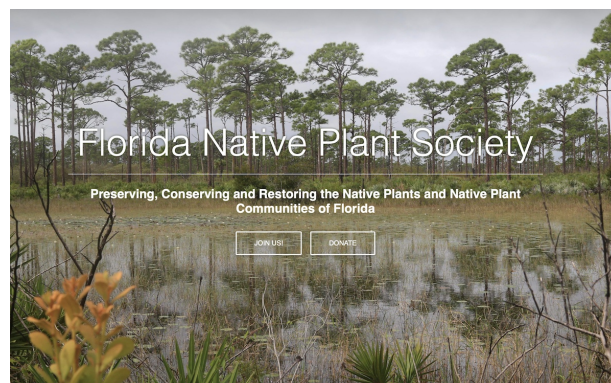 Florida Native Plant Society
Preserving, Conserving and Restoring the Native Plants and Native Plant
Communities of Florida
JOIN US!
DONATE